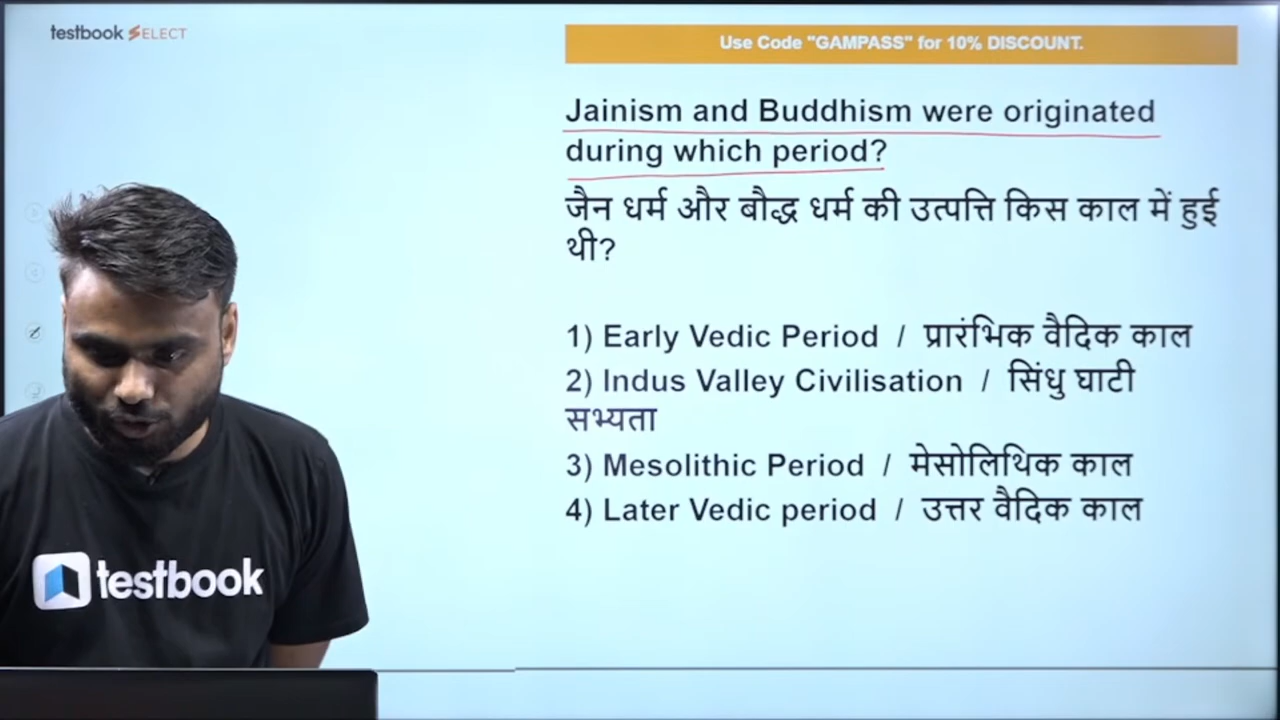 testbook SELECT
Use Code "GAMPASS" for 10% DISCOUNT.
Jainism and Buddhism were originated
during which period?
जैन धर्म और बौद्ध धर्म की उत्पत्ति किस काल में हुई
थी?
1) Early Vedic Period / प्रारंभिक वैदिक काल
2) Indus Valley Civilisation / सिंधु घाटी
सभ्यता
3) Mesolithic Period / मेसोलिथिक काल
4) Later Vedic period / उत्तर वैदिक काल
testbook